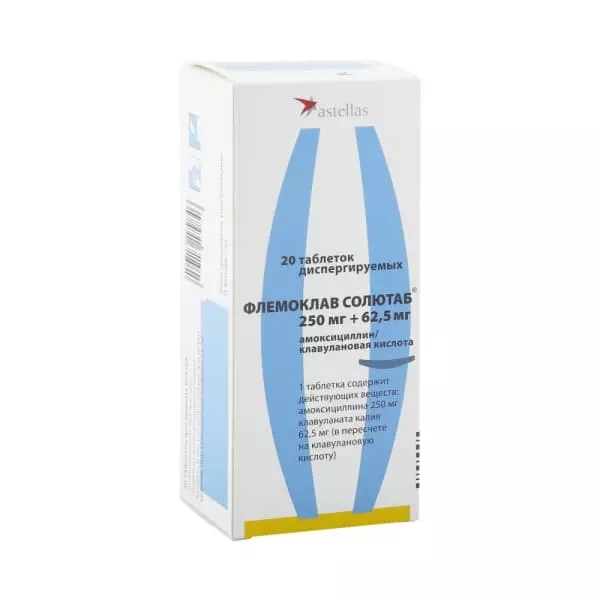 astellas
20 таблеток
диспергируемых
ФЛЕМОКЛАВ СОЛЮТАБ®
250 мг + 62,5 мг
амоксициллин/
клавулановая кислота
1 таблетка содержит
действующих веществ:
амоксициллина 250 мг
клавуланата калия
62,5 мг (в пересчете
на клавулановую
кислоту)